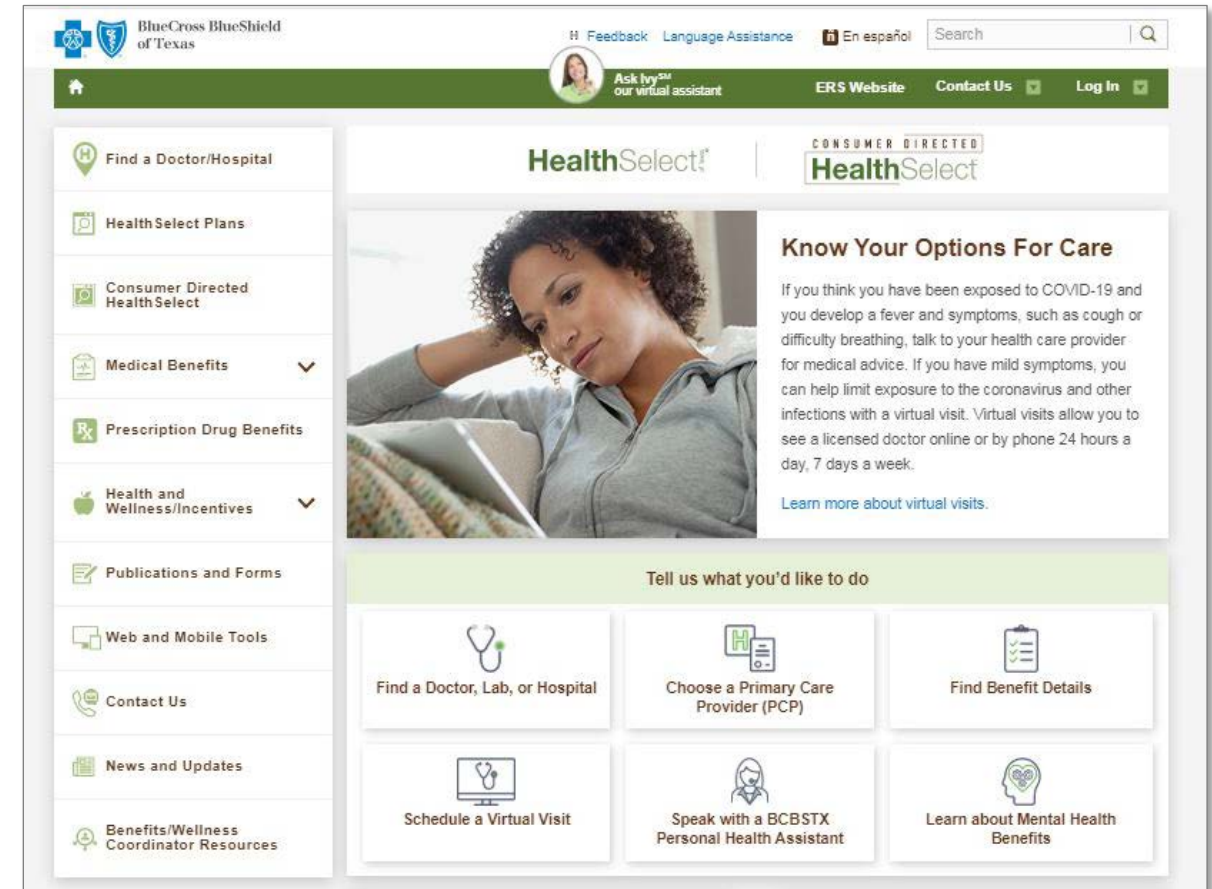 BlueCross BlueShield
of Texas
Feedback Language Assistance En español Search
Ask Ivy℠
our virtual assistant
ERS Website Contact Us Log In
Find a Doctor/Hospital
HealthSelect Plans
Consumer Directed
HealthSelect
Medical Benefits
Prescription Drug Benefits
Health and
Wellness/Incentives
Publications and Forms
Web and Mobile Tools
Contact Us
News and Updates
Benefits/Wellness
Coordinator Resources
HealthSelect
CONSUMER DIRECTED
HealthSelect
Know Your Options For Care
If you think you have been exposed to COVID-19 and
you develop a fever and symptoms, such as cough or
difficulty breathing, talk to your health care provider
for medical advice. If you have mild symptoms, you
can help limit exposure to the coronavirus and other
infections with a virtual visit. Virtual visits allow you to
see a licensed doctor online or by phone 24 hours a
day, 7 days a week.
Learn more about virtual visits.
Tell us what you'd like to do
Find a Doctor, Lab, or Hospital
Choose a Primary Care
Provider (PCP)
Find Benefit Details
Schedule a Virtual Visit
Speak with a BCBSTX
Personal Health Assistant
Learn about Mental Health
Benefits